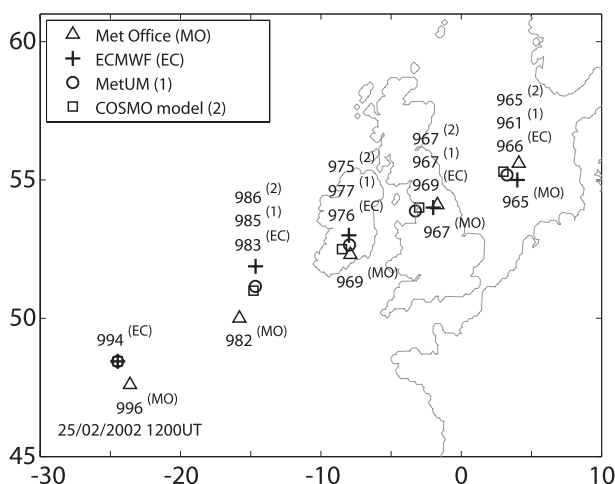 60
55
50
45
-30
-20
-10
0
10
Met Office (MO)
ECMWF (EC)
MetUM (1)
COSMO model (2)
965 (2)
961 (1)
966 (EC)
965 (MO)
967 (2)
967 (1)
969 (EC)
967 (MO)
975 (2)
977 (1)
976 (EC)
969 (MO)
986 (2)
985 (1)
983 (EC)
982 (MO)
994 (EC)
996 (MO)
25/02/2002 1200UT